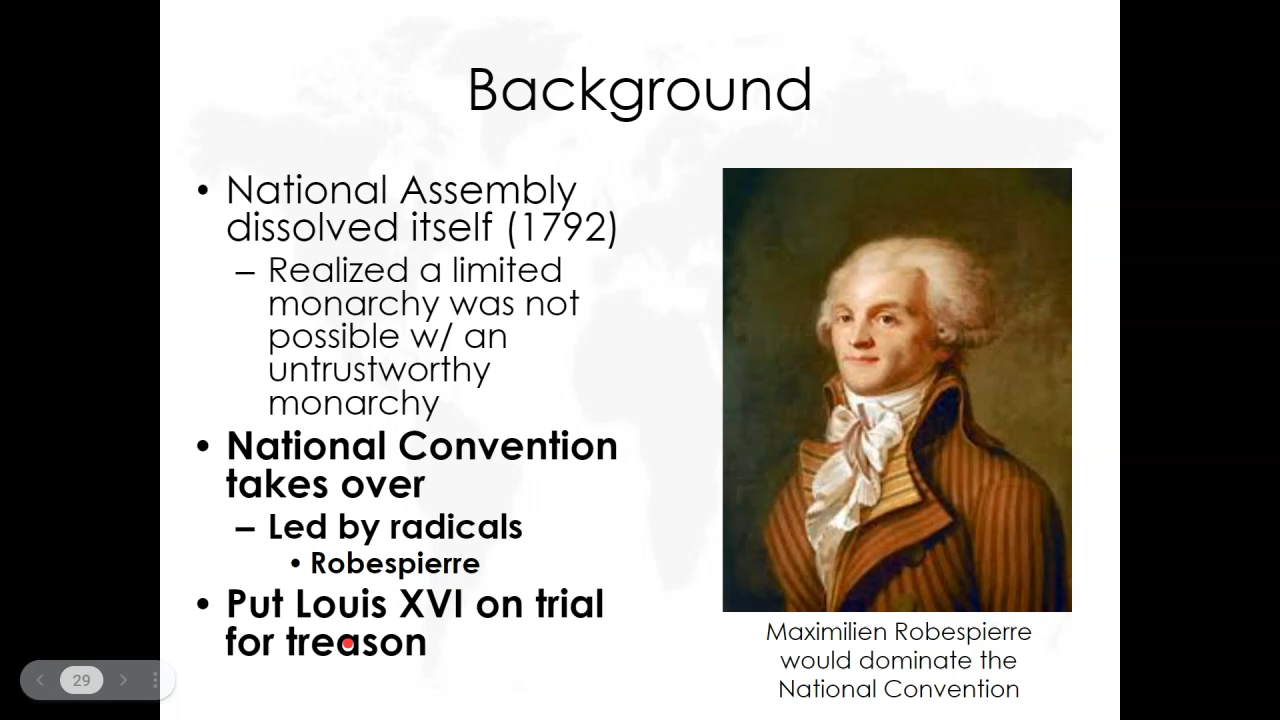 Background
• National Assembly
dissolved itself (1792)
– Realized a limited
monarchy was not
possible w/ an
untrustworthy
monarchy
• National Convention
takes over
– Led by radicals
• Robespierre
• Put Louis XVI on trial
for treason
Maximilien Robespierre
would dominate the
National Convention
29